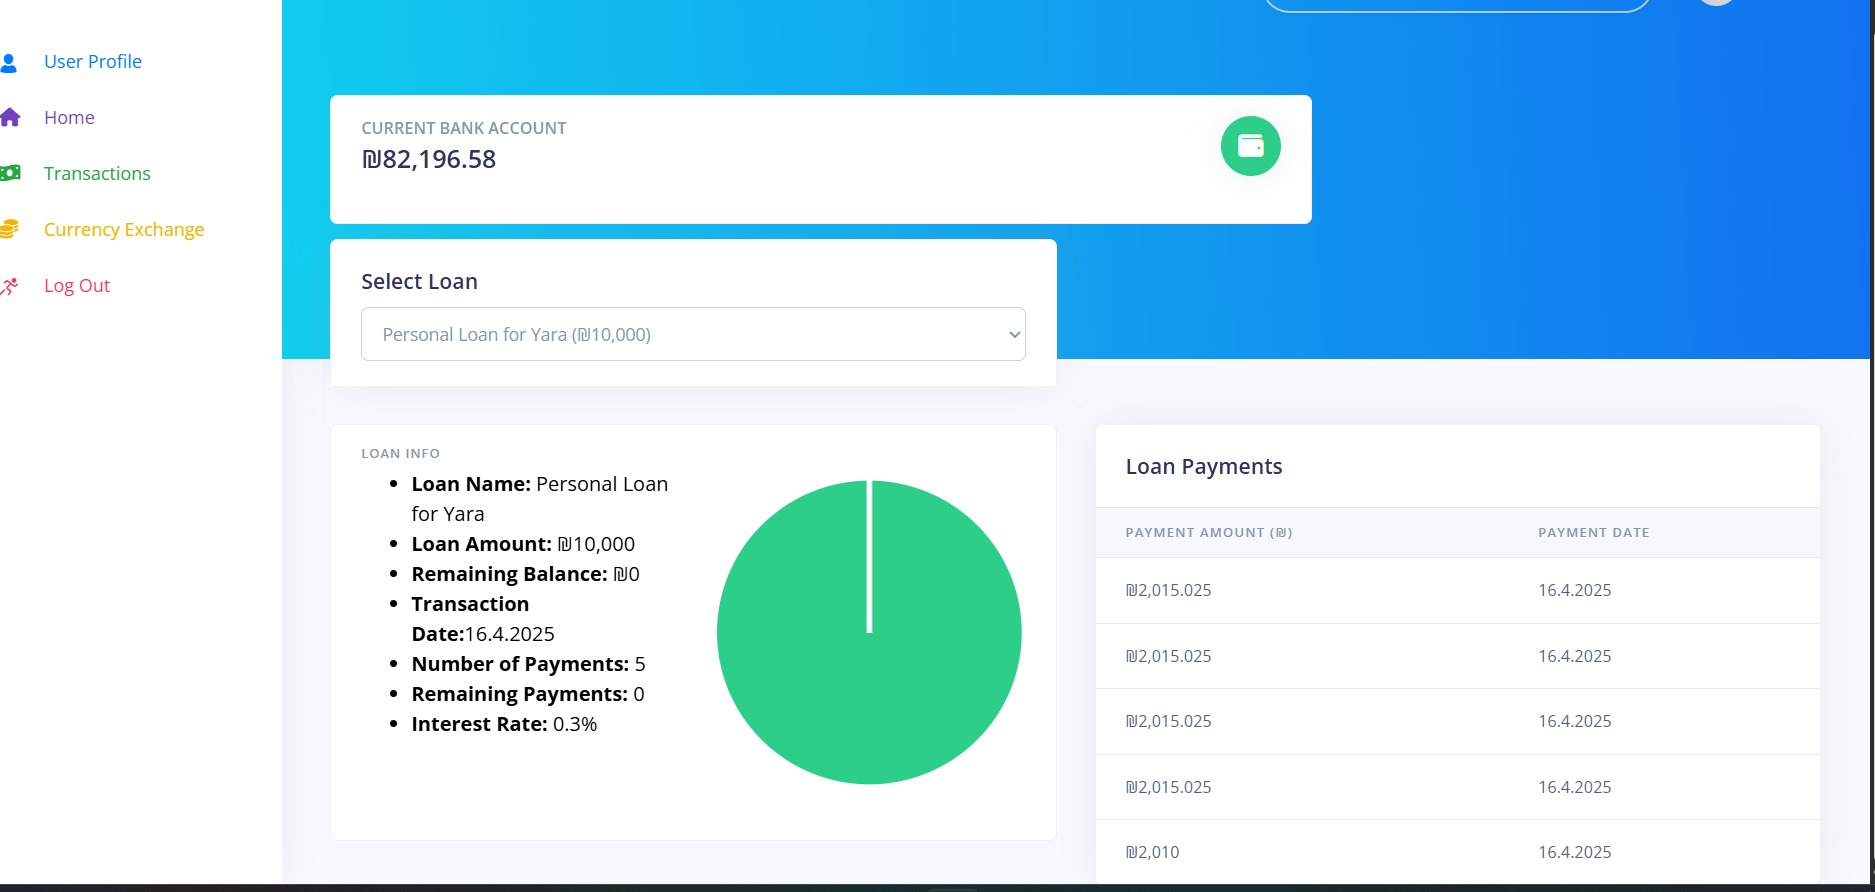 User Profile
Home
Transactions
Currency Exchange
Log Out
CURRENT BANK ACCOUNT
₪82,196.58
Select Loan
Personal Loan for Yara (₪10,000)
LOAN INFO
Loan Name: Personal Loan
for Yara
Loan Amount: ₪10,000
Remaining Balance: ₪0
Transaction
Date:16.4.2025
Number of Payments: 5
Remaining Payments: 0
Interest Rate: 0.3%
Loan Payments
PAYMENT AMOUNT (₪) PAYMENT DATE
₪2,015.025 16.4.2025
₪2,015.025 16.4.2025
₪2,015.025 16.4.2025
₪2,015.025 16.4.2025
₪2,010 16.4.2025